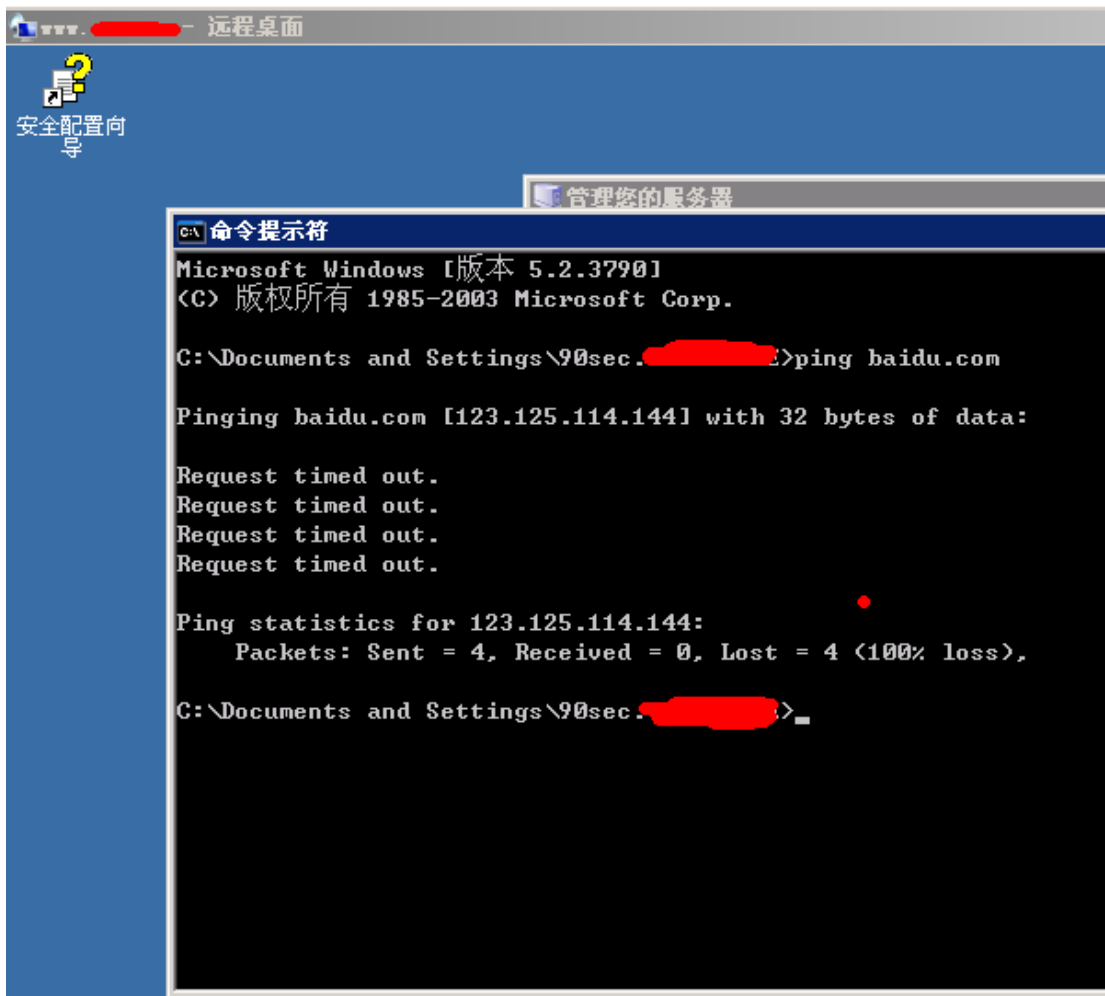 www. - 远程桌面
安全配置向
导
管理您的服务器
命令提示符
Microsoft Windows [版本 5.2.3790]
(C) 版权所有 1985-2003 Microsoft Corp.
C:\Documents and Settings\90sec. >ping baidu.com
Pinging baidu.com [123.125.114.144] with 32 bytes of data:
Request timed out.
Request timed out.
Request timed out.
Request timed out.
Ping statistics for 123.125.114.144:
Packets: Sent = 4, Received = 0, Lost = 4 (100% loss),
C:\Documents and Settings\90sec. >_